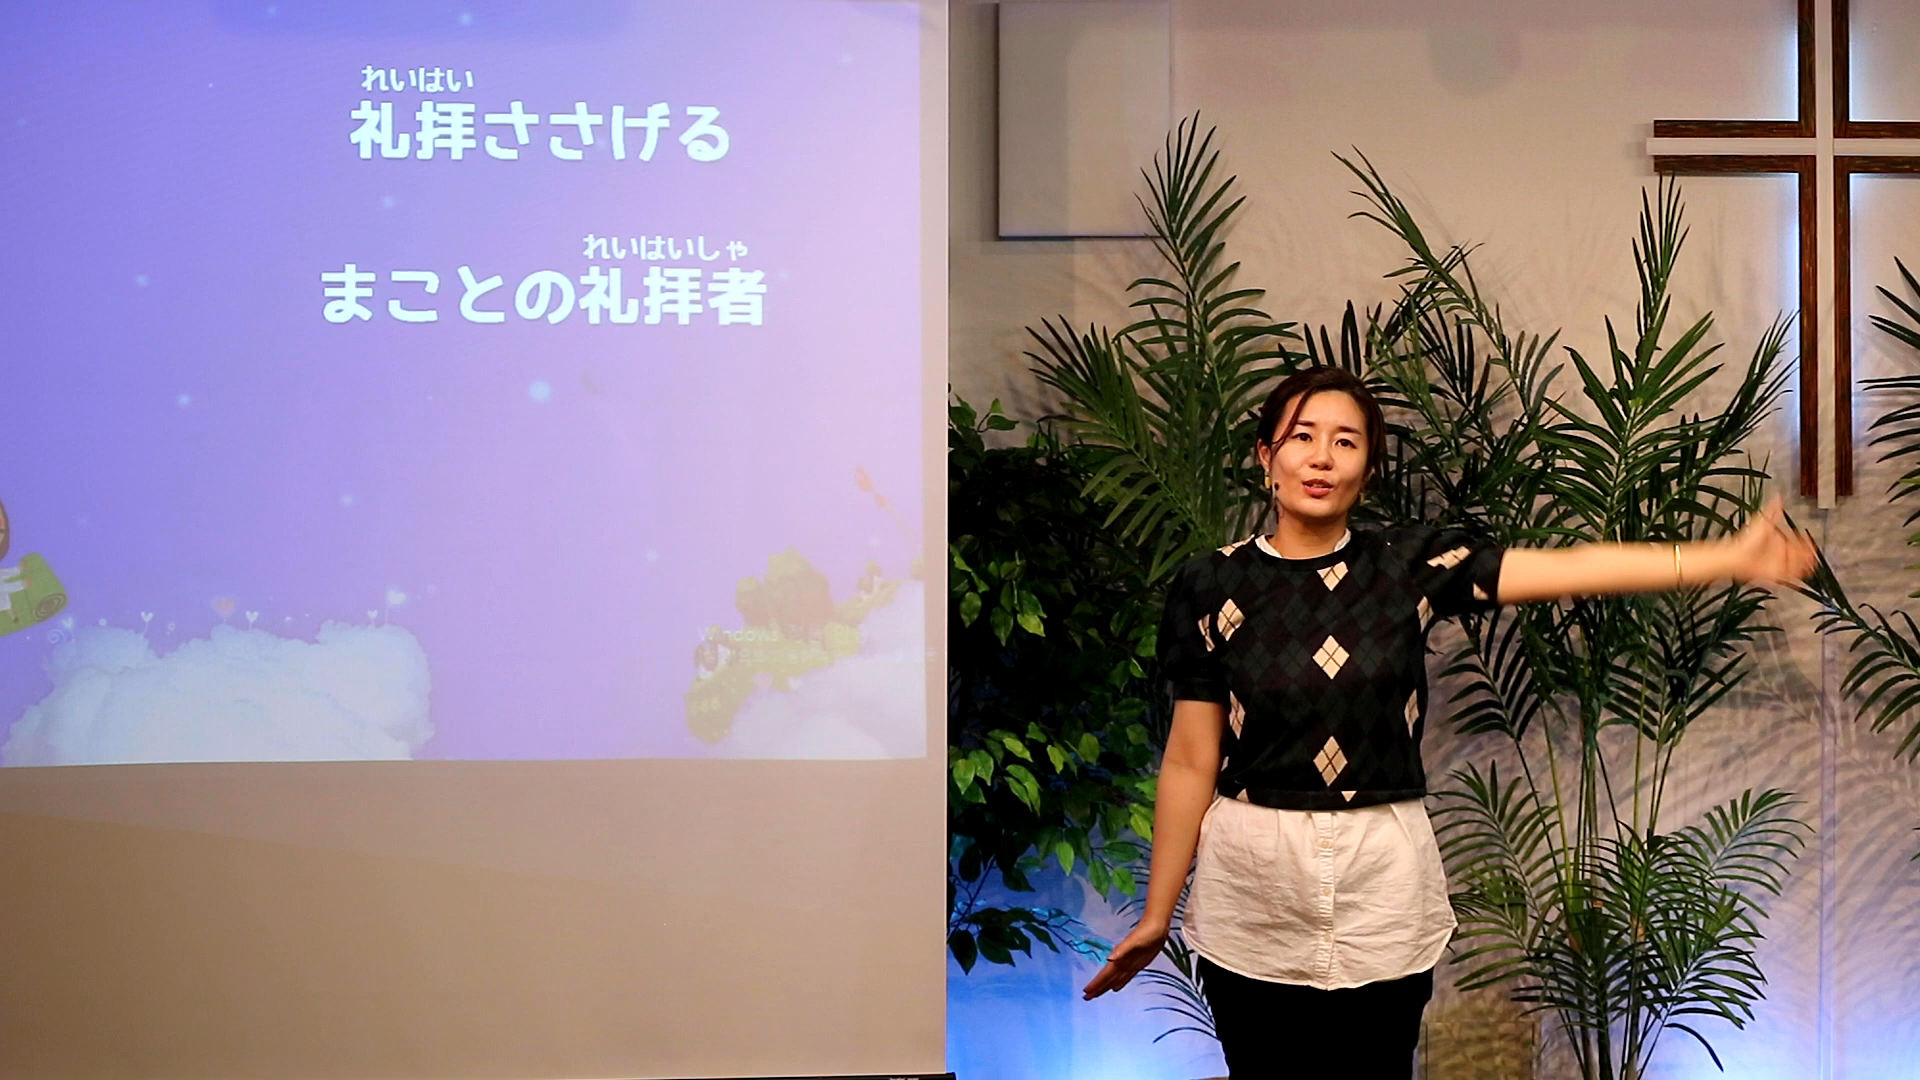 れいはい
礼拝ささげる
れいはいしゃ
まことの礼拝者
Windows